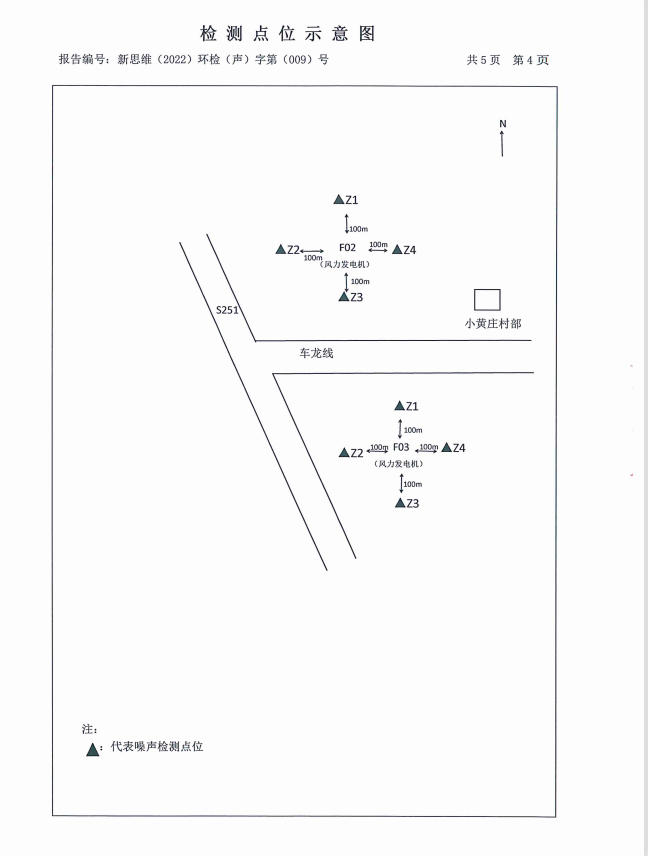 检测点位示意图
报告编号：新思维（2022）环检（声）字第（009）号 共5页 第4页
N
▲Z1
100m
▲Z2 100m F02 100m ▲Z4
（风力发电机）
100m
▲Z3
S251
小黄庄村部
车龙线
▲Z1
100m
▲Z2 100m F03 100m ▲Z4
（风力发电机）
100m
▲Z3
注：
▲：代表噪声检测点位